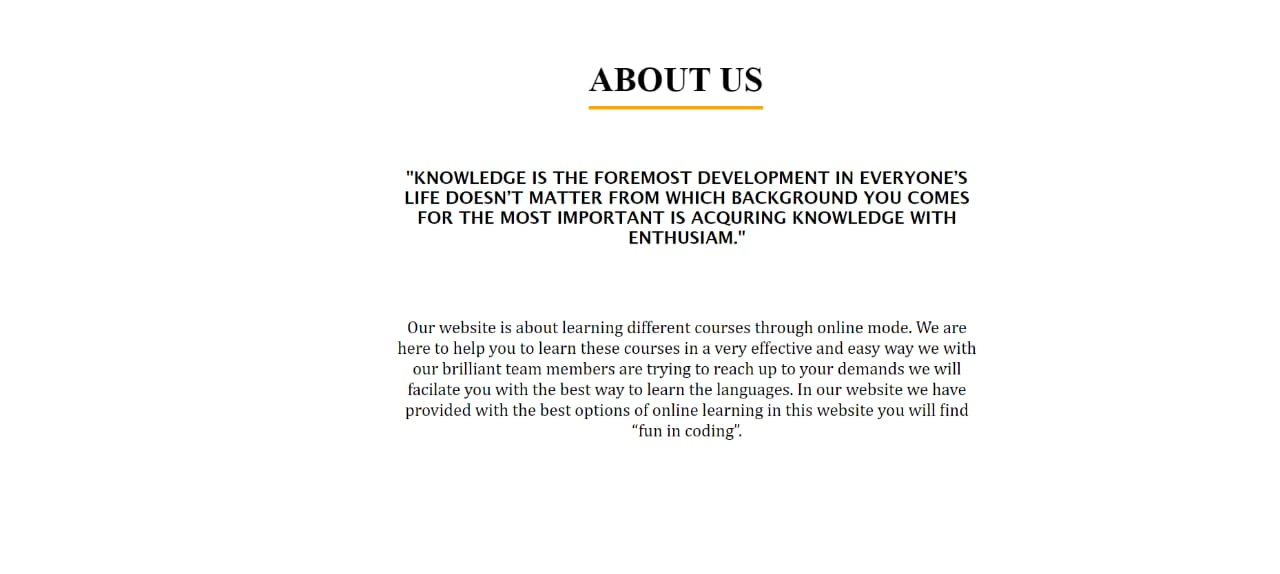 ABOUT US
"KNOWLEDGE IS THE FOREMOST DEVELOPMENT IN EVERYONE’S
LIFE DOESN’T MATTER FROM WHICH BACKGROUND YOU COMES
FOR THE MOST IMPORTANT IS ACQURING KNOWLEDGE WITH
ENTHUSIAM."
Our website is about learning different courses through online mode. We are
here to help you to learn these courses in a very effective and easy way we with
our brilliant team members are trying to reach up to your demands we will
facilate you with the best way to learn the languages. In our website we have
provided with the best options of online learning in this website you will find
“fun in coding”.